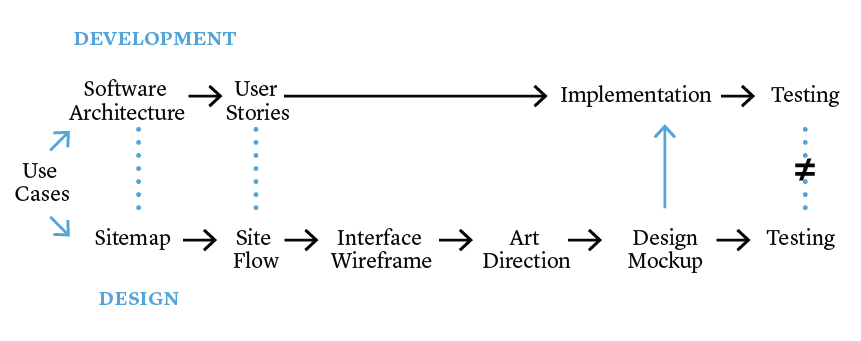 DEVELOPMENT
Software
Architecture
User
Stories
Implementation
Testing
Use
Cases
≠
Sitemap
Site
Flow
Interface
Wireframe
Art
Direction
Design
Mockup
Testing
DESIGN